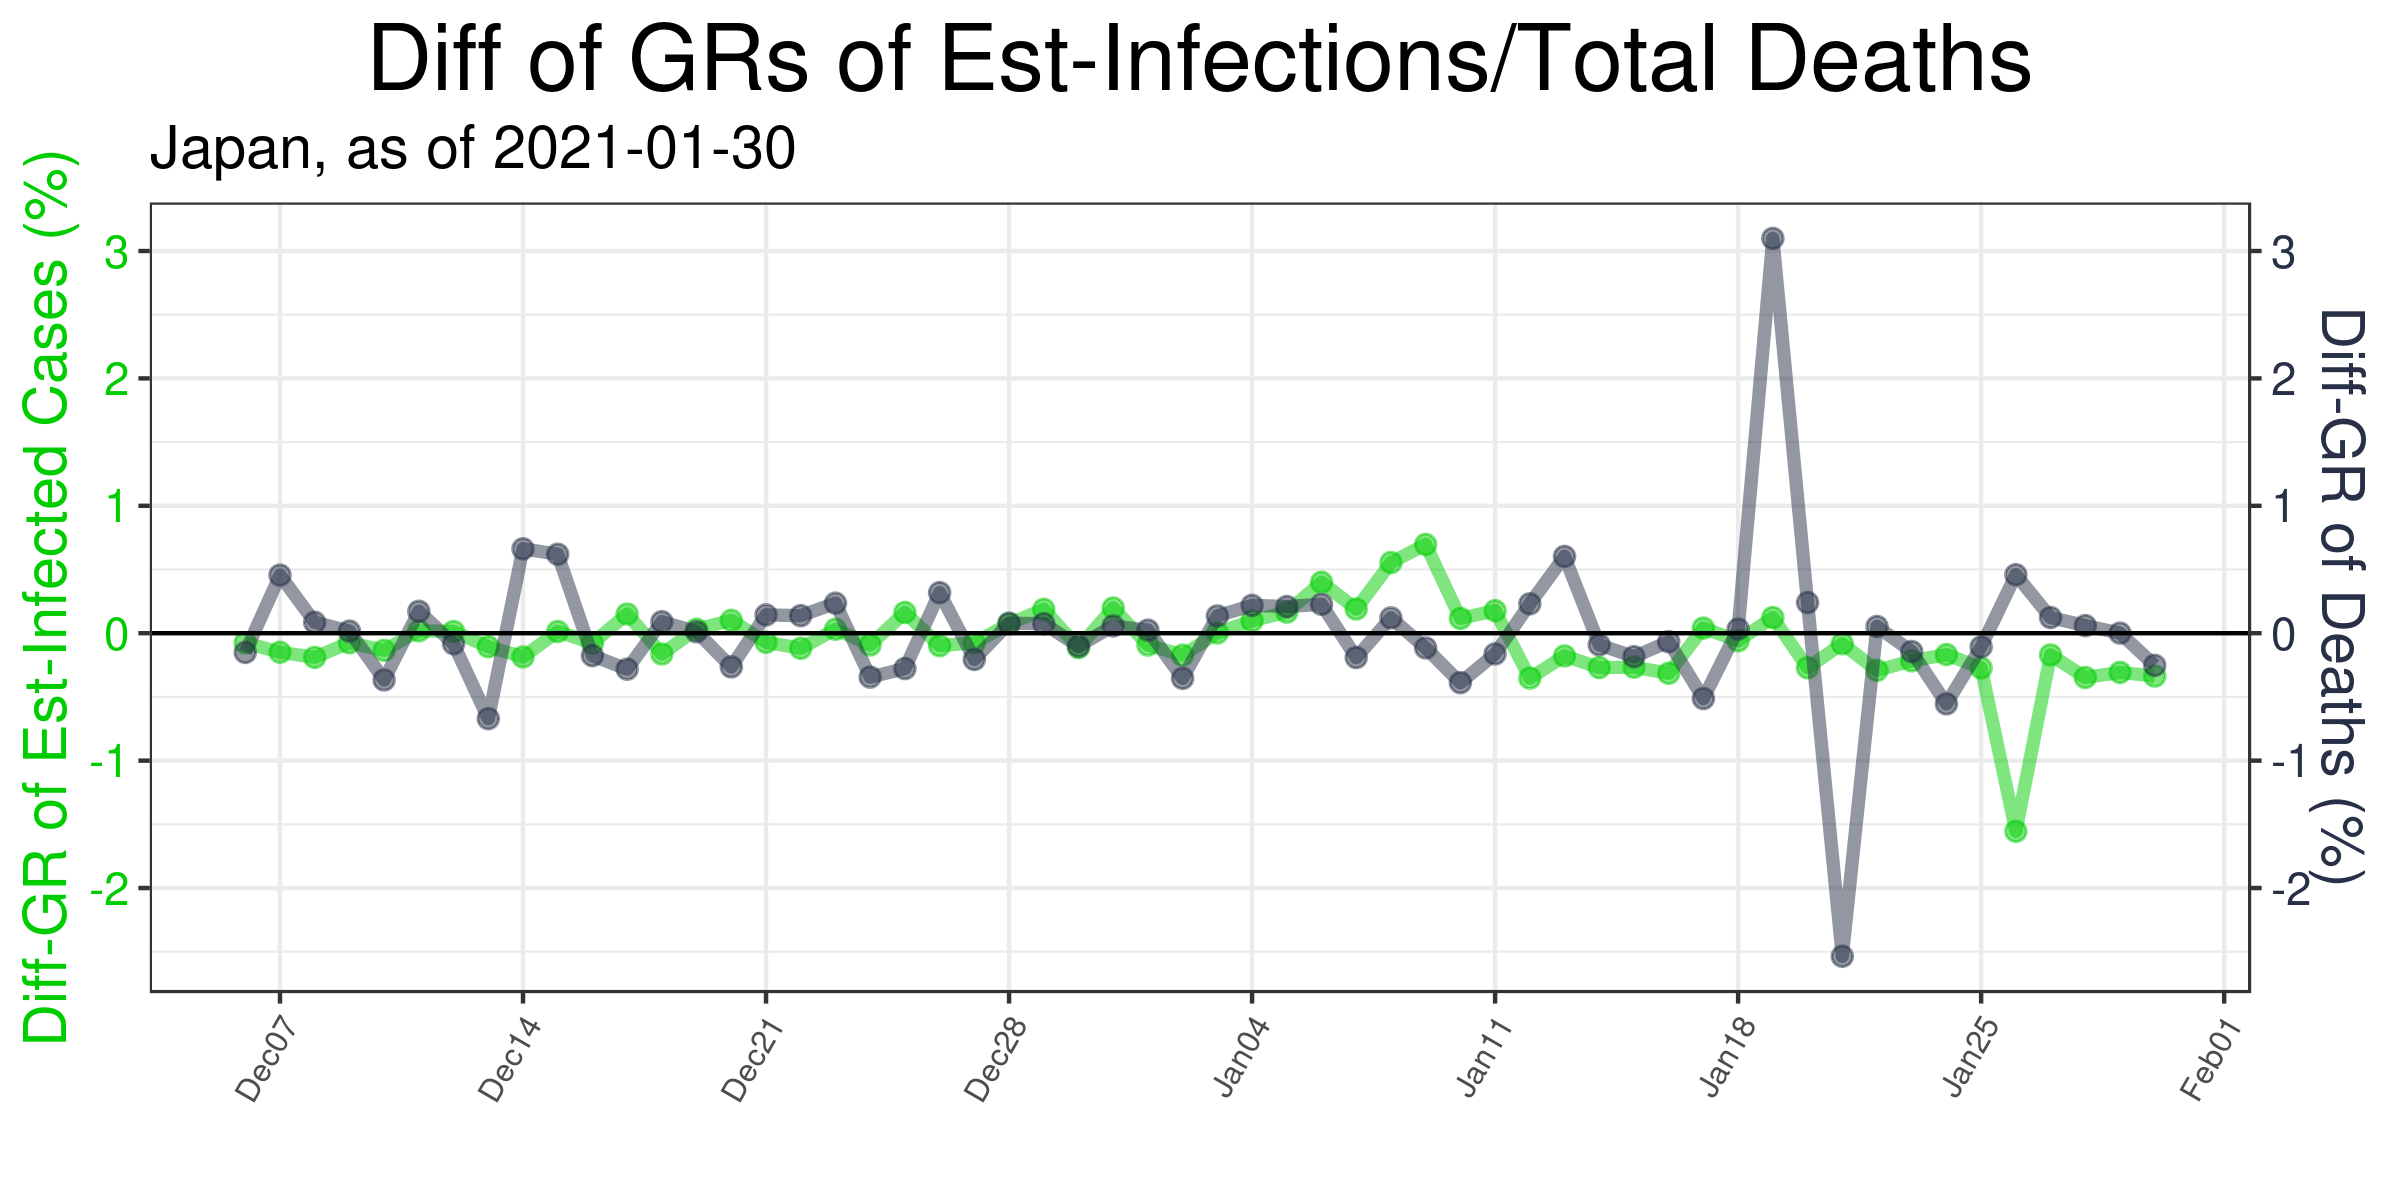 Diff of GRs of Est-Infections/Total Deaths
Japan, as of 2021-01-30
Diff-GR of Est-Infected Cases (%)
3
2
1
0
-1
-2
3
2
1
0
-1
-2
Diff-GR of Deaths (%)
Dec07
Dec14
Dec21
Dec28
Jan04
Jan11
Jan18
Jan25
Feb01